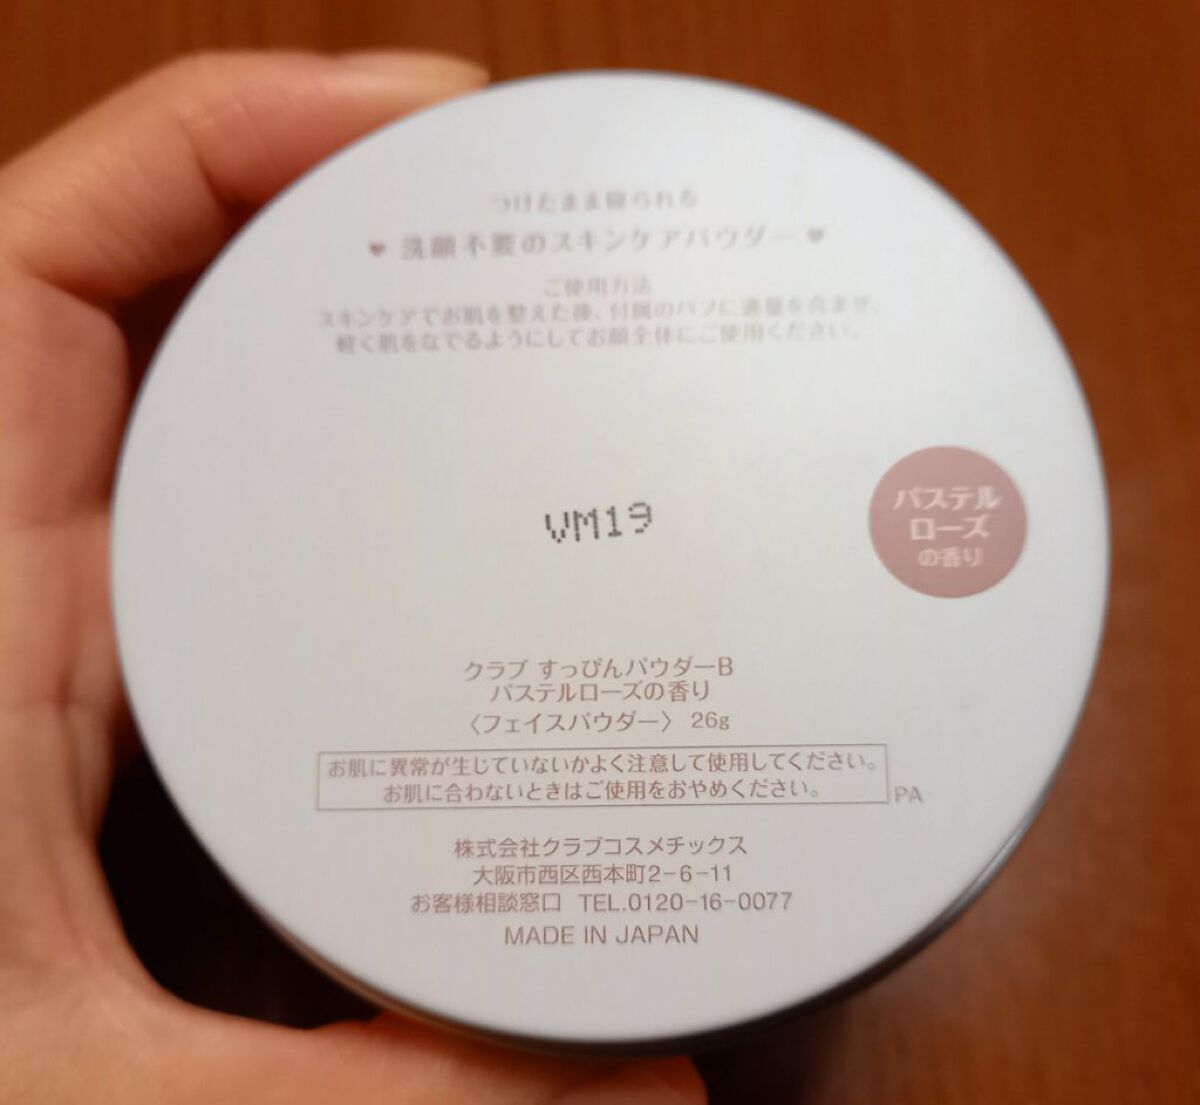 つけたまま寝られる
♥ 洗顔不要のスキンケアパウダー ♥
ご使用方法
スキンケアでお肌を整えた後、付属のパフに適量を含ませ、
軽く肌をなでるようにしてお顔全体にご使用ください。
VM19
パステル
ローズ
の香り
クラブ すっぴんパウダーB
パステルローズの香り
〈フェイスパウダー〉 26g
お肌に異常が生じていないかよく注意して使用してください。
お肌に合わないときはご使用をおやめください。
PA
株式会社クラブコスメチックス
大阪市西区西本町2-6-11
お客様相談窓口 TEL.0120-16-0077
MADE IN JAPAN